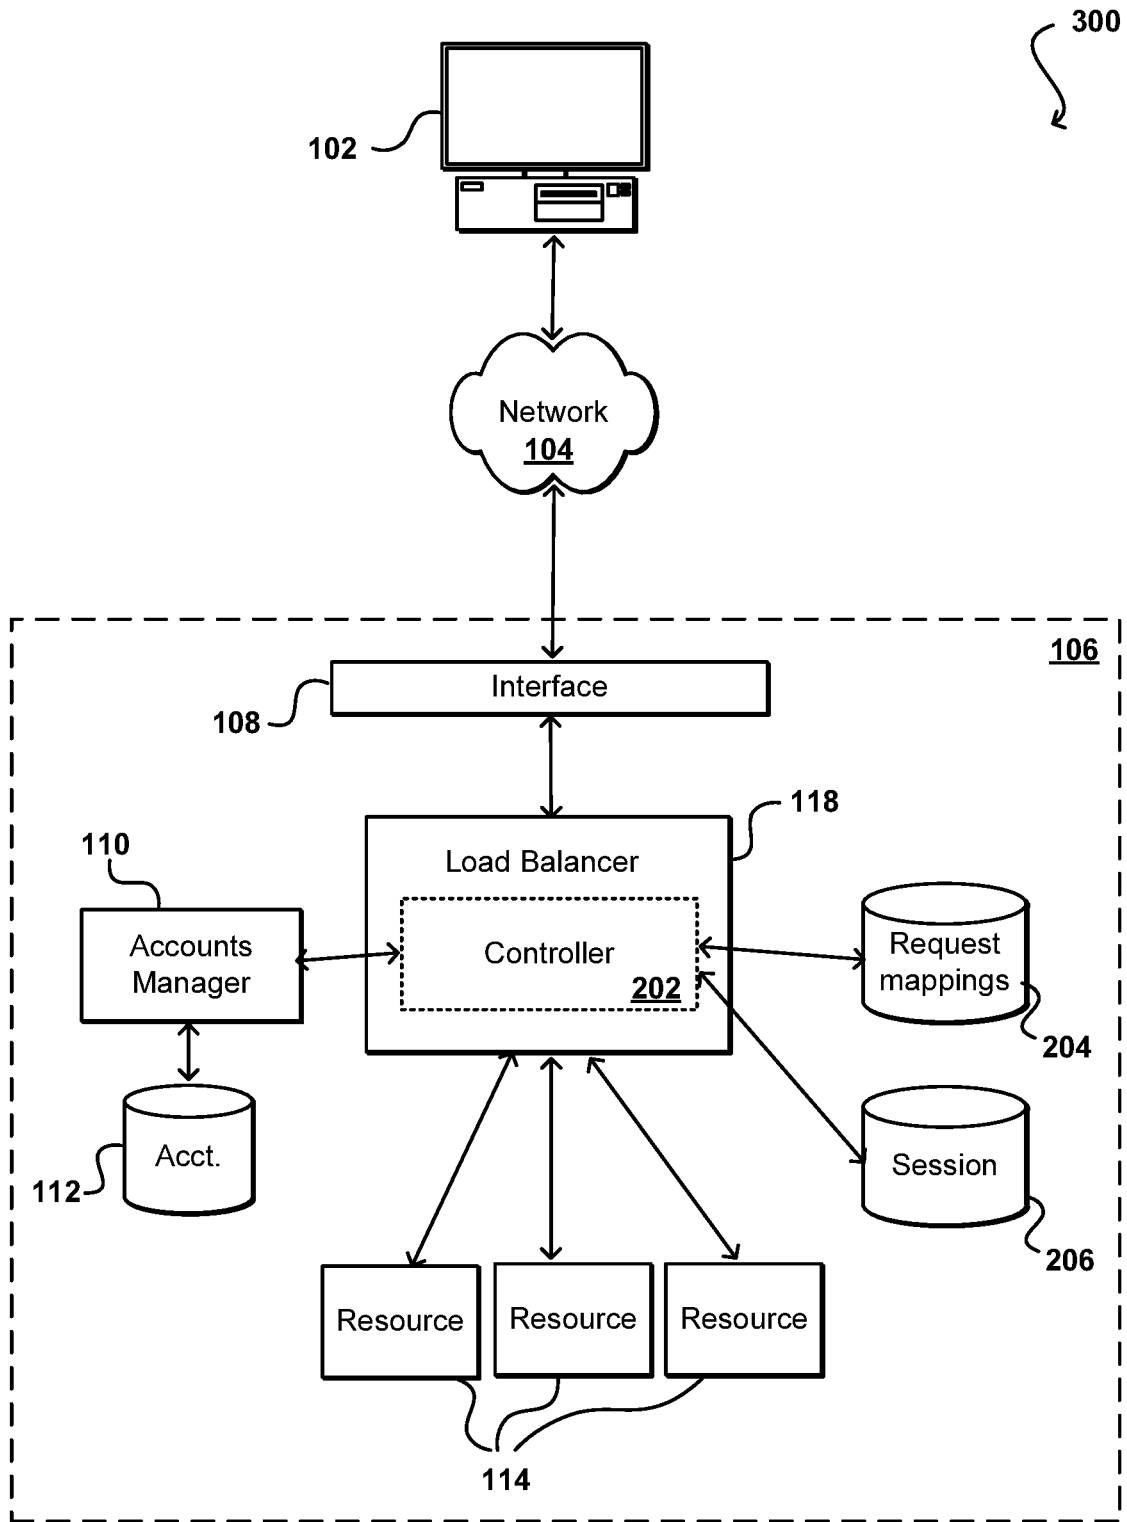 300
102
Network
104
106
Interface
108
118
Load Balancer
110
Accounts
Manager
Controller
202
Request
mappings
204
Acct.
112
Session
206
Resource
Resource
Resource
114